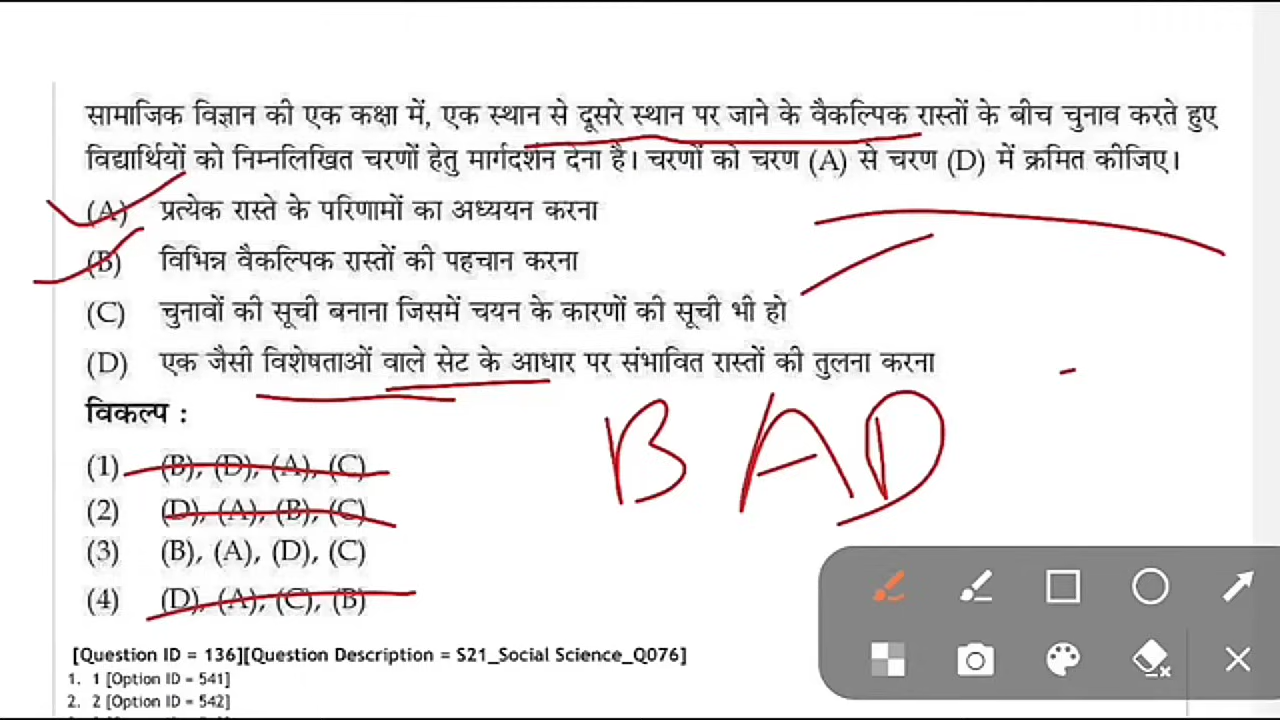 सामाजिक विज्ञान की एक कक्षा में, एक स्थान से दूसरे स्थान पर जाने के वैकल्पिक रास्तों के बीच चुनाव करते हुए
विद्यार्थियों को निम्नलिखित चरणों हेतु मार्गदर्शन देना है। चरणों को चरण (A) से चरण (D) में क्रमित कीजिए।
(A) प्रत्येक रास्ते के परिणामों का अध्ययन करना
(B) विभिन्न वैकल्पिक रास्तों की पहचान करना
(C) चुनावों की सूची बनाना जिसमें चयन के कारणों की सूची भी हो
(D) एक जैसी विशेषताओं वाले सेट के आधार पर संभावित रास्तों की तुलना करना
विकल्प :
B A D
(1) (B), (D), (A), (C)
(2) (D), (A), (B), (C)
(3) (B), (A), (D), (C)
(4) (D), (A), (C), (B)
[Question ID = 136][Question Description = S21_Social Science_Q076]
1. 1 [Option ID = 541]
2. 2 [Option ID = 542]